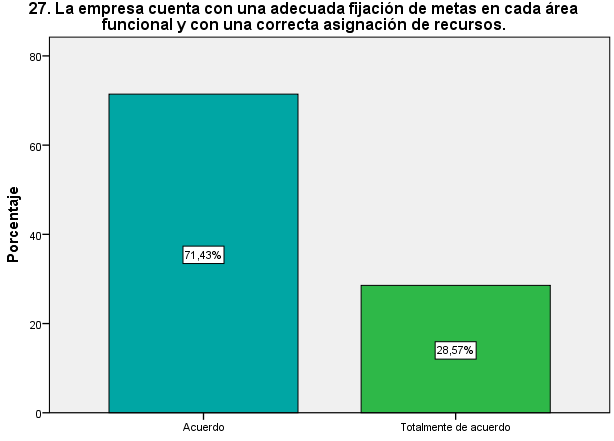 27. La empresa cuenta con una adecuada fijación de metas en cada área
funcional y con una correcta asignación de recursos.
Porcentaje
80
60
40
20
0
71,43%
28,57%
Acuerdo
Totalmente de acuerdo